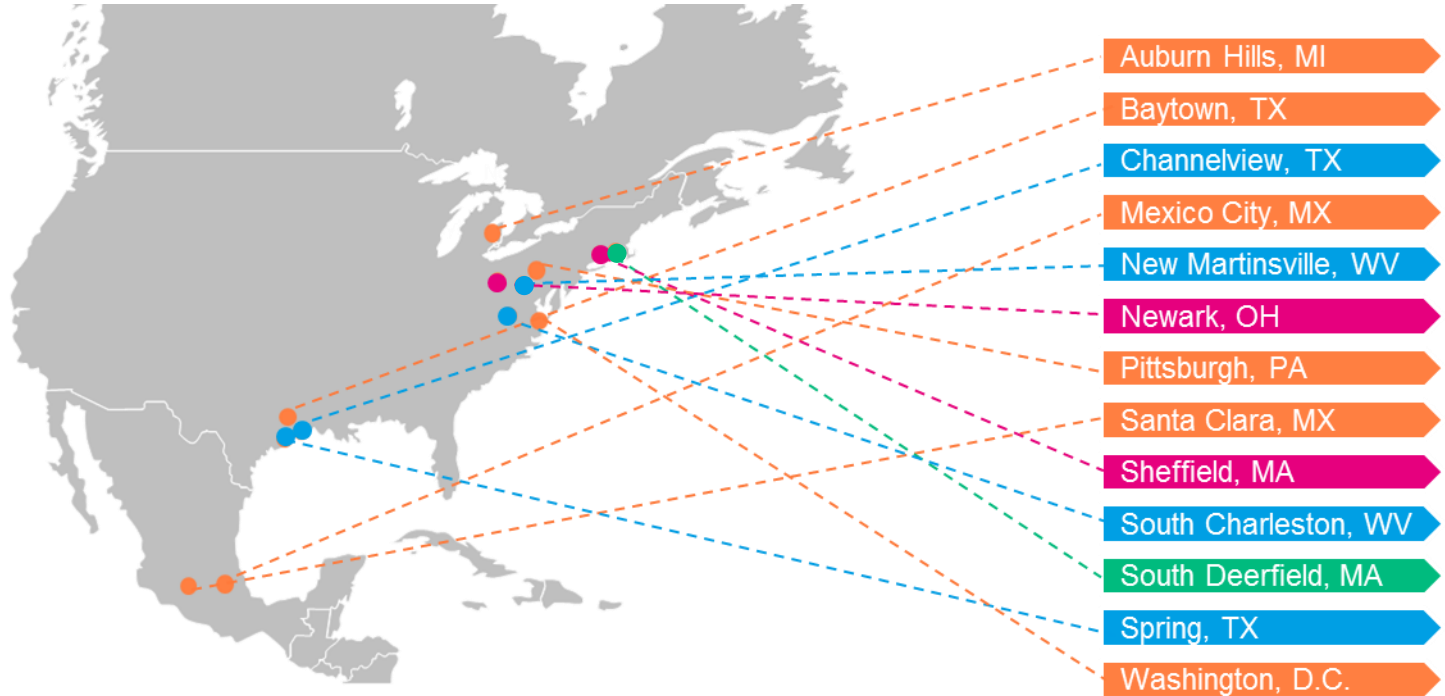 Auburn Hills, MI
Baytown, TX
Channelview, TX
Mexico City, MX
New Martinsville, WV
Newark, OH
Pittsburgh, PA
Santa Clara, MX
Sheffield, MA
South Charleston, WV
South Deerfield, MA
Spring, TX
Washington, D.C.